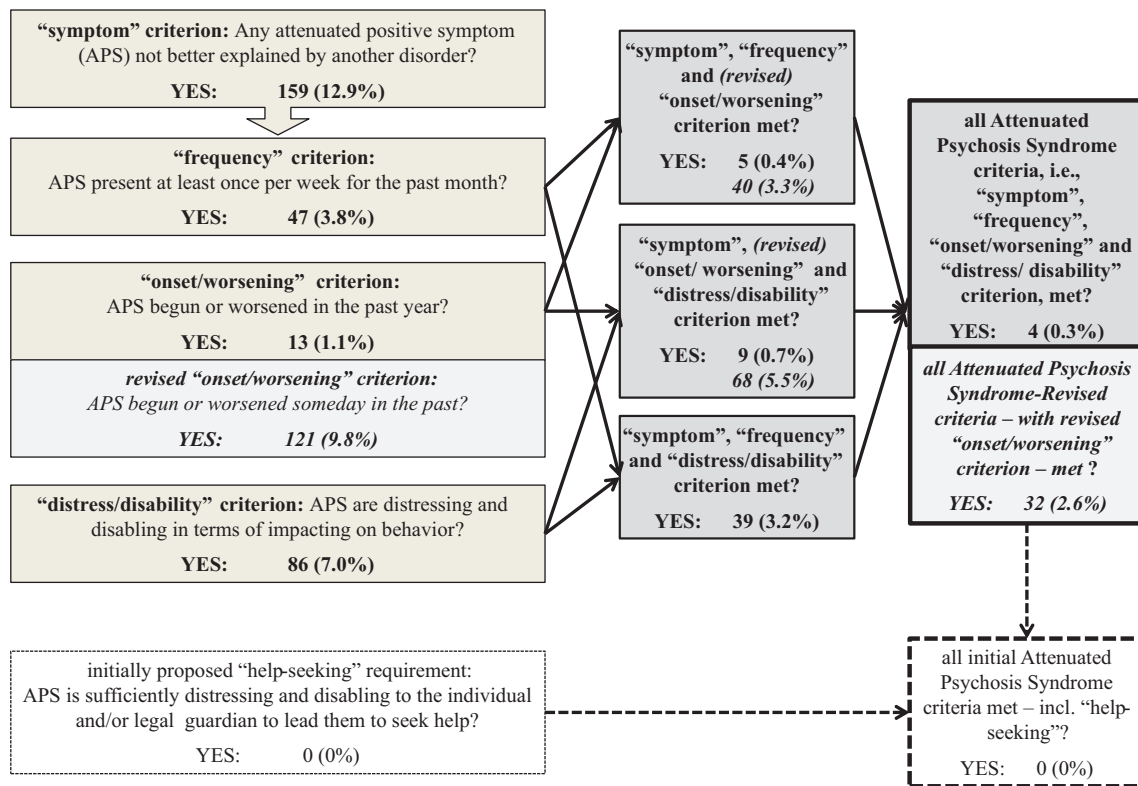 “symptom” criterion: Any attenuated positive symptom
(APS) not better explained by another disorder?
YES: 159 (12.9%)
“frequency” criterion:
APS present at least once per week for the past month?
YES: 47 (3.8%)
“onset/worsening” criterion:
APS begun or worsened in the past year?
YES: 13 (1.1%)
revised “onset/worsening” criterion:
APS begun or worsened someday in the past?
YES: 121 (9.8%)
“distress/disability” criterion: APS are distressing and
disabling in terms of impacting on behavior?
YES: 86 (7.0%)
initially proposed “help-seeking” requirement:
APS is sufficiently distressing and disabling to the individual
and/or legal guardian to lead them to seek help?
YES: 0 (0%)
“symptom”, “frequency”
and (revised)
“onset/worsening”
criterion met?
YES: 5 (0.4%)
40 (3.3%)
“symptom”, (revised)
“onset/ worsening” and
“distress/disability”
criterion met?
YES: 9 (0.7%)
68 (5.5%)
“symptom”, “frequency”
and “distress/disability”
criterion met?
YES: 39 (3.2%)
all Attenuated
Psychosis Syndrome
criteria, i.e.,
“symptom”,
“frequency”,
“onset/worsening” and
“distress/ disability”
criterion, met?
YES: 4 (0.3%)
all Attenuated Psychosis
Syndrome-Revised
criteria – with revised
“onset/worsening”
criterion – met ?
YES: 32 (2.6%)
all initial Attenuated
Psychosis Syndrome
criteria met – incl. “help-
seeking”?
YES: 0 (0%)